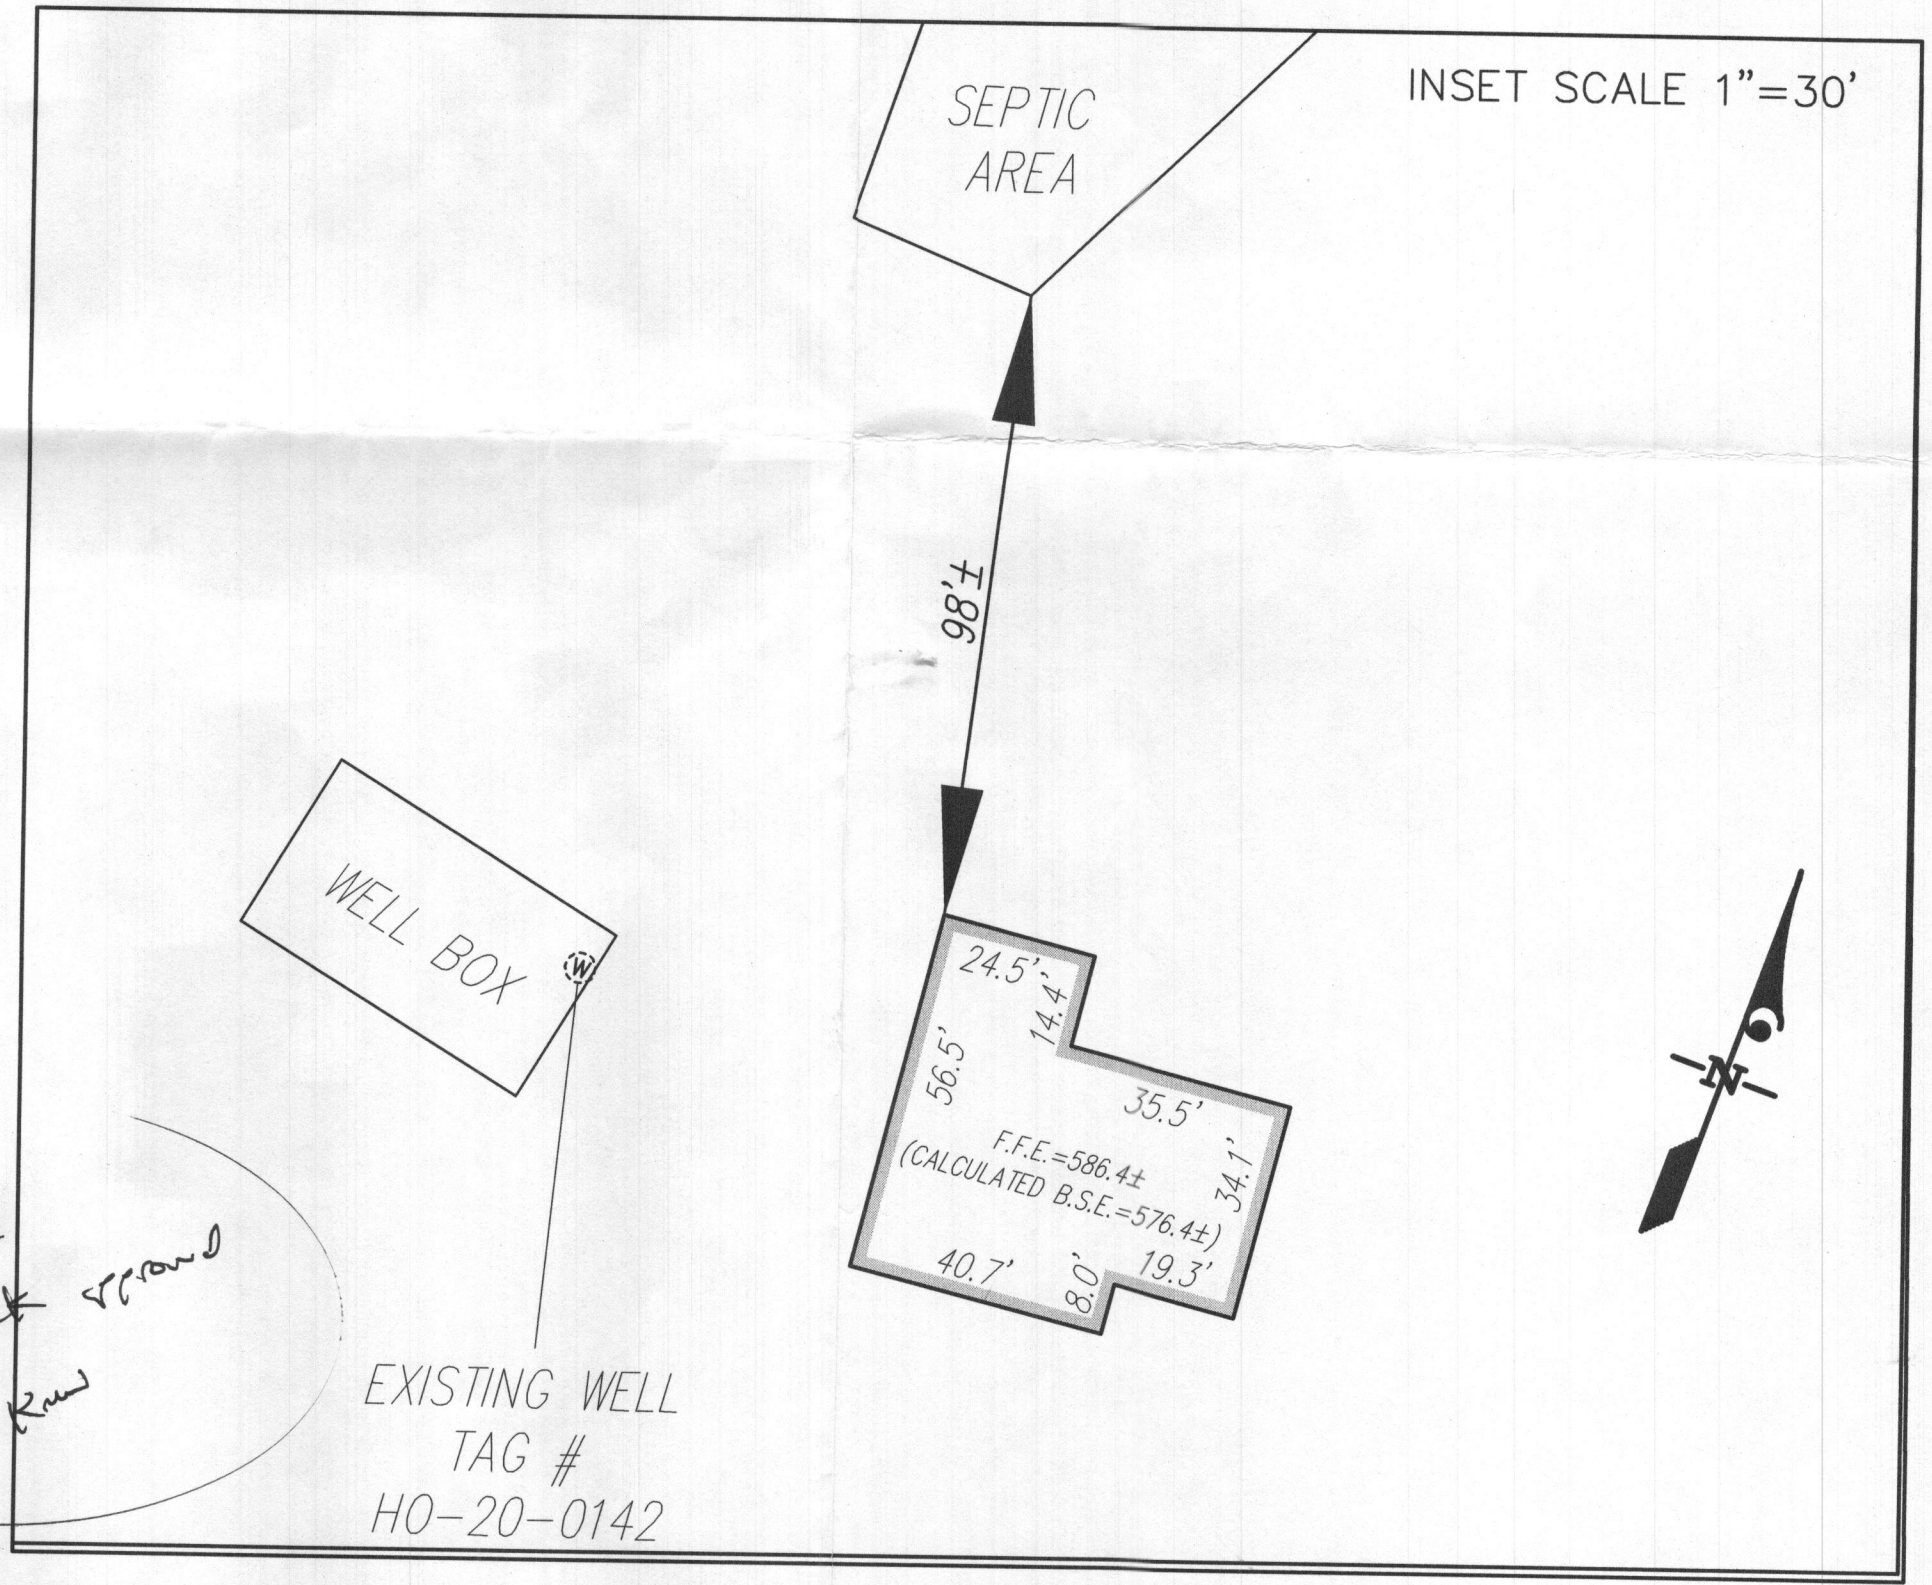 INSET SCALE 1"=30'
SEPTIC
AREA
98'±
WELL BOX
W
24.5'
14.4'
56.5'
35.5'
F.F.E.=586.4±
(CALCULATED B.S.E.=576.4±)
34.1'
40.7'
8.0'
19.3'
N
EXISTING WELL
TAG #
HO-20-0142